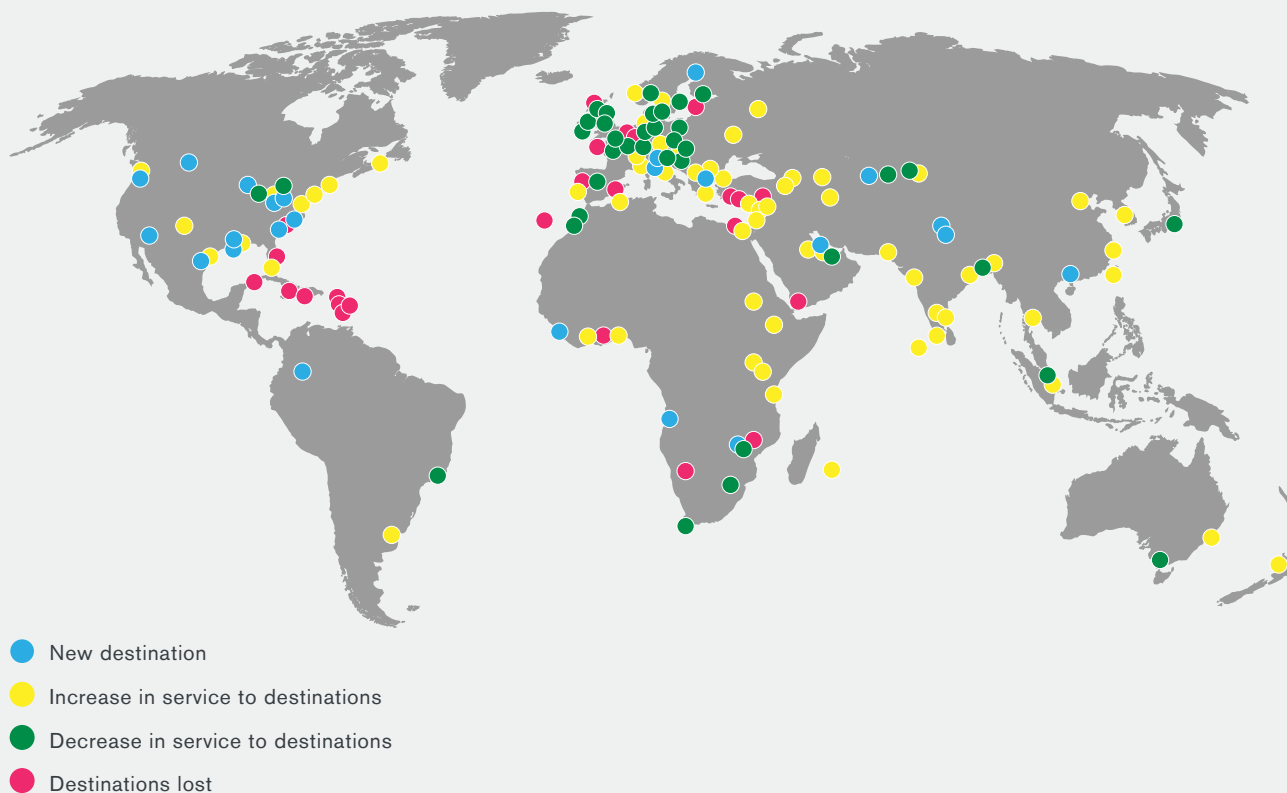 New destination
Increase in service to destinations
Decrease in service to destinations
Destinations lost